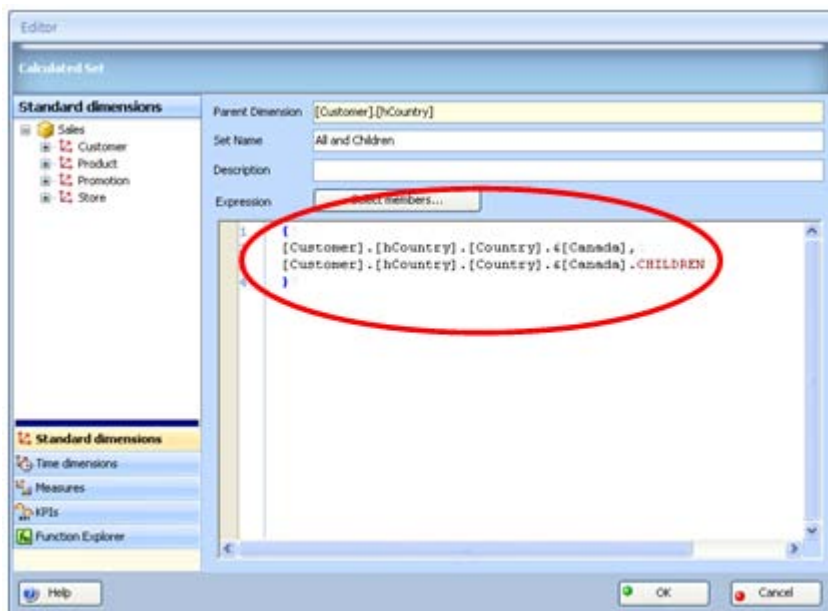 Editor
Calculated Set
Standard dimensions
Sales
Customer
Product
Promotion
Store
Parent Dimension [Customer].[hCountry]
Set Name All and Children
Description
Expression Select members...
1 {
[Customer].[hCountry].[Country].&[Canada],
[Customer].[hCountry].[Country].&[Canada].CHILDREN
4 }
Standard dimensions
Time dimensions
Measures
KPIs
Function Explorer
Help
OK
Cancel